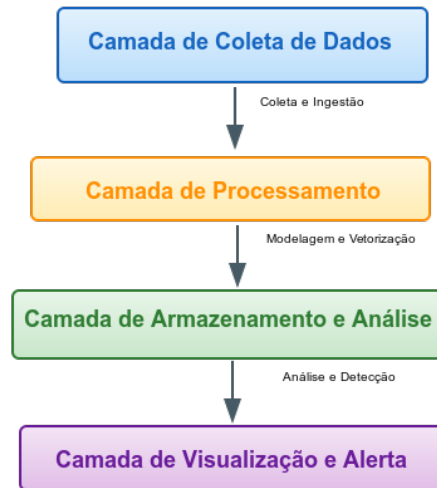 Camada de Coleta de Dados
Coleta e Ingestão
Camada de Processamento
Modelagem e Vetorização
Camada de Armazenamento e Análise
Análise e Detecção
Camada de Visualização e Alerta